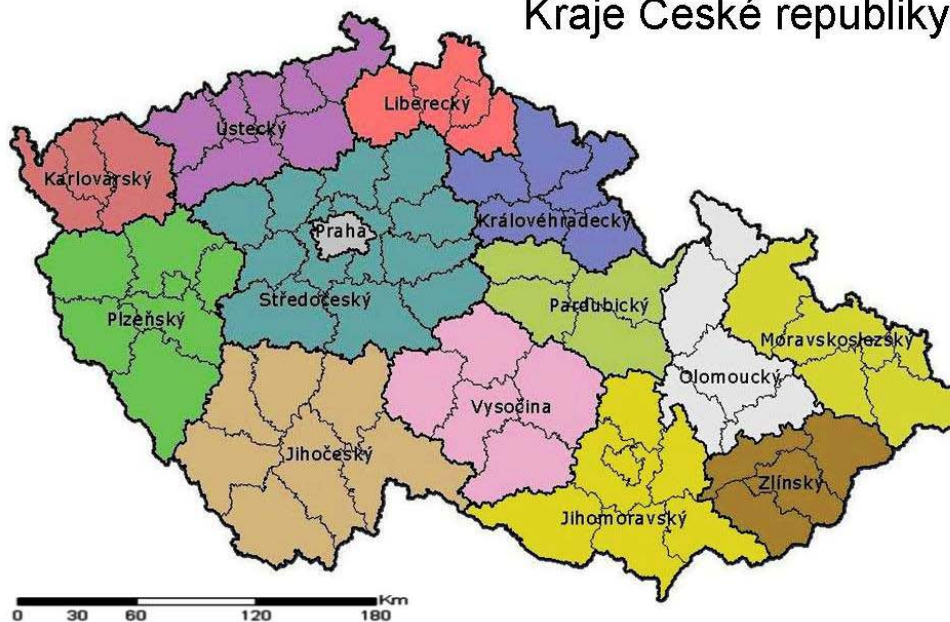 Kraje České republiky
Liberecký
Ústecký
Karlovarský
Královéhradecký
Praha
Středočeský
Pardubický
Plzeňský
Moravskoslezský
Olomoucký
Vysočina
Jihočeský
Zlínský
Jihomoravský
Km
0 30 60 120 180